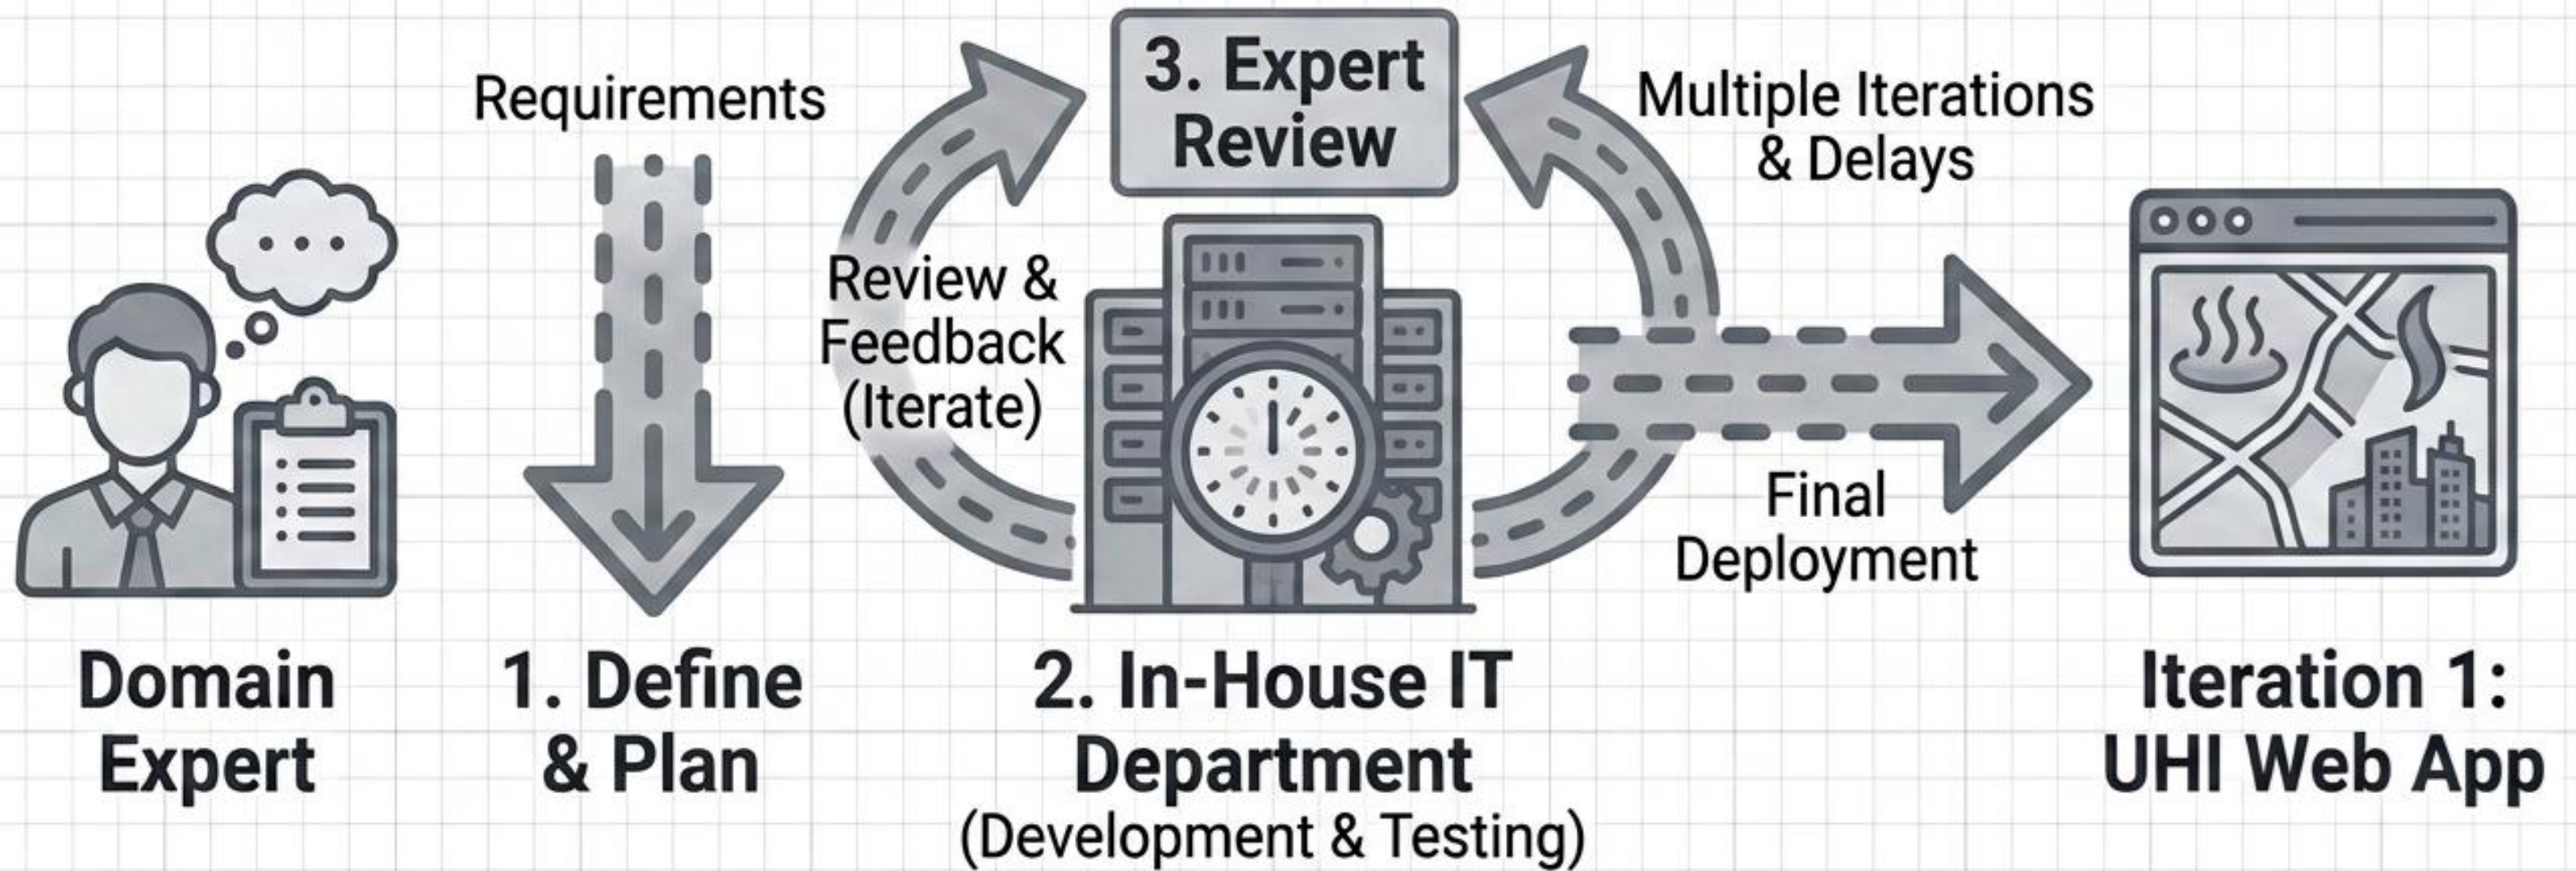 Domain
Expert
Requirements
1. Define
& Plan
Review &
Feedback
(Iterate)
3. Expert
Review
2. In-House IT
Department
(Development & Testing)
Multiple Iterations
& Delays
Final
Deployment
Iteration 1:
UHI Web App